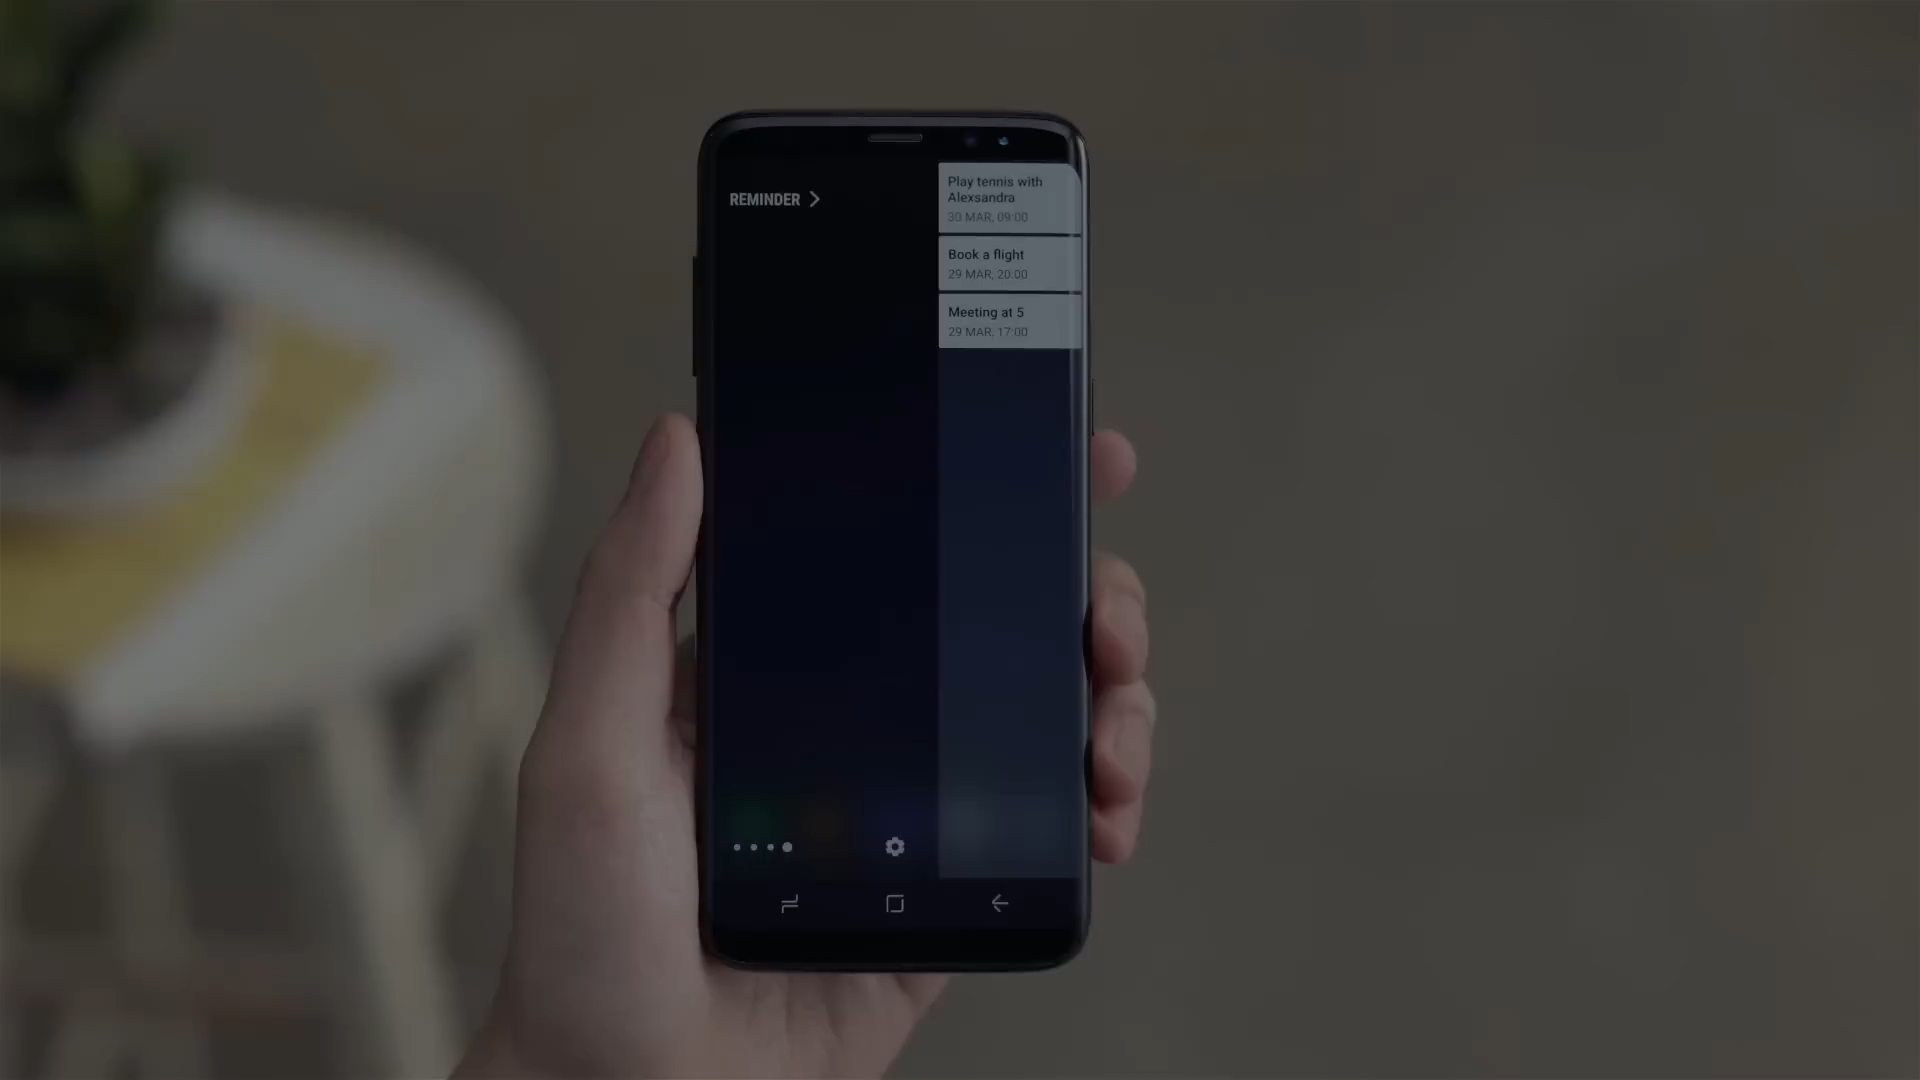 REMINDER
Play tennis with
Alexsandra
30 MAR, 09:00
Book a flight
29 MAR, 20:00
Meeting at 5
29 MAR, 17:00